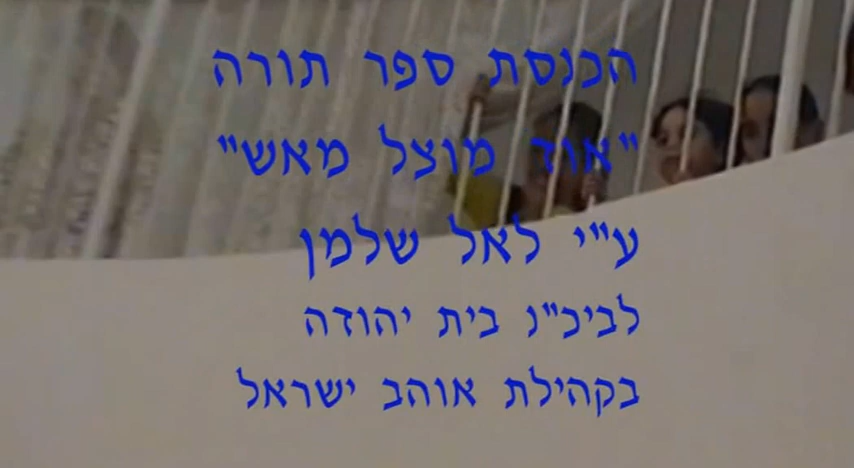 הכנסת ספר תורה
"אוד מוצל מאש"
ע"י לאל שלמן
לביכ"נ בית יהודה
בקהילת אוהב ישראל